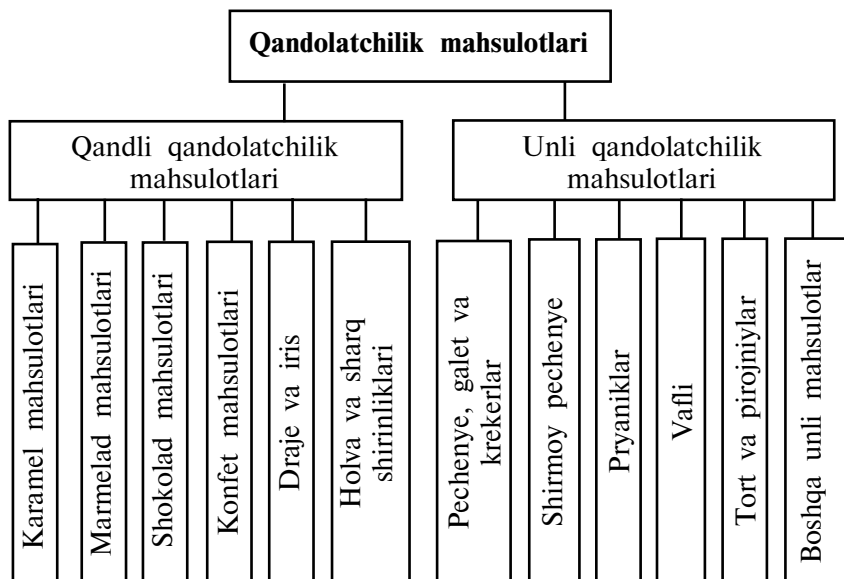 Qandolatchilik mahsulotlari
Qandli qandolatchilik
mahsulotlari
Unli qandolatchilik
mahsulotlari
Karamel mahsulotlari
Marmelad mahsulotlari
Shokolad mahsulotlari
Konfet mahsulotlari
Draje va iris
Holva va sharq
shirinliklari
Pechenye, galet va
krekerlar
Shirmoy pechenye
Pryaniklar
Vafli
Tort va pirojniylar
Boshqa unli mahsulotlar